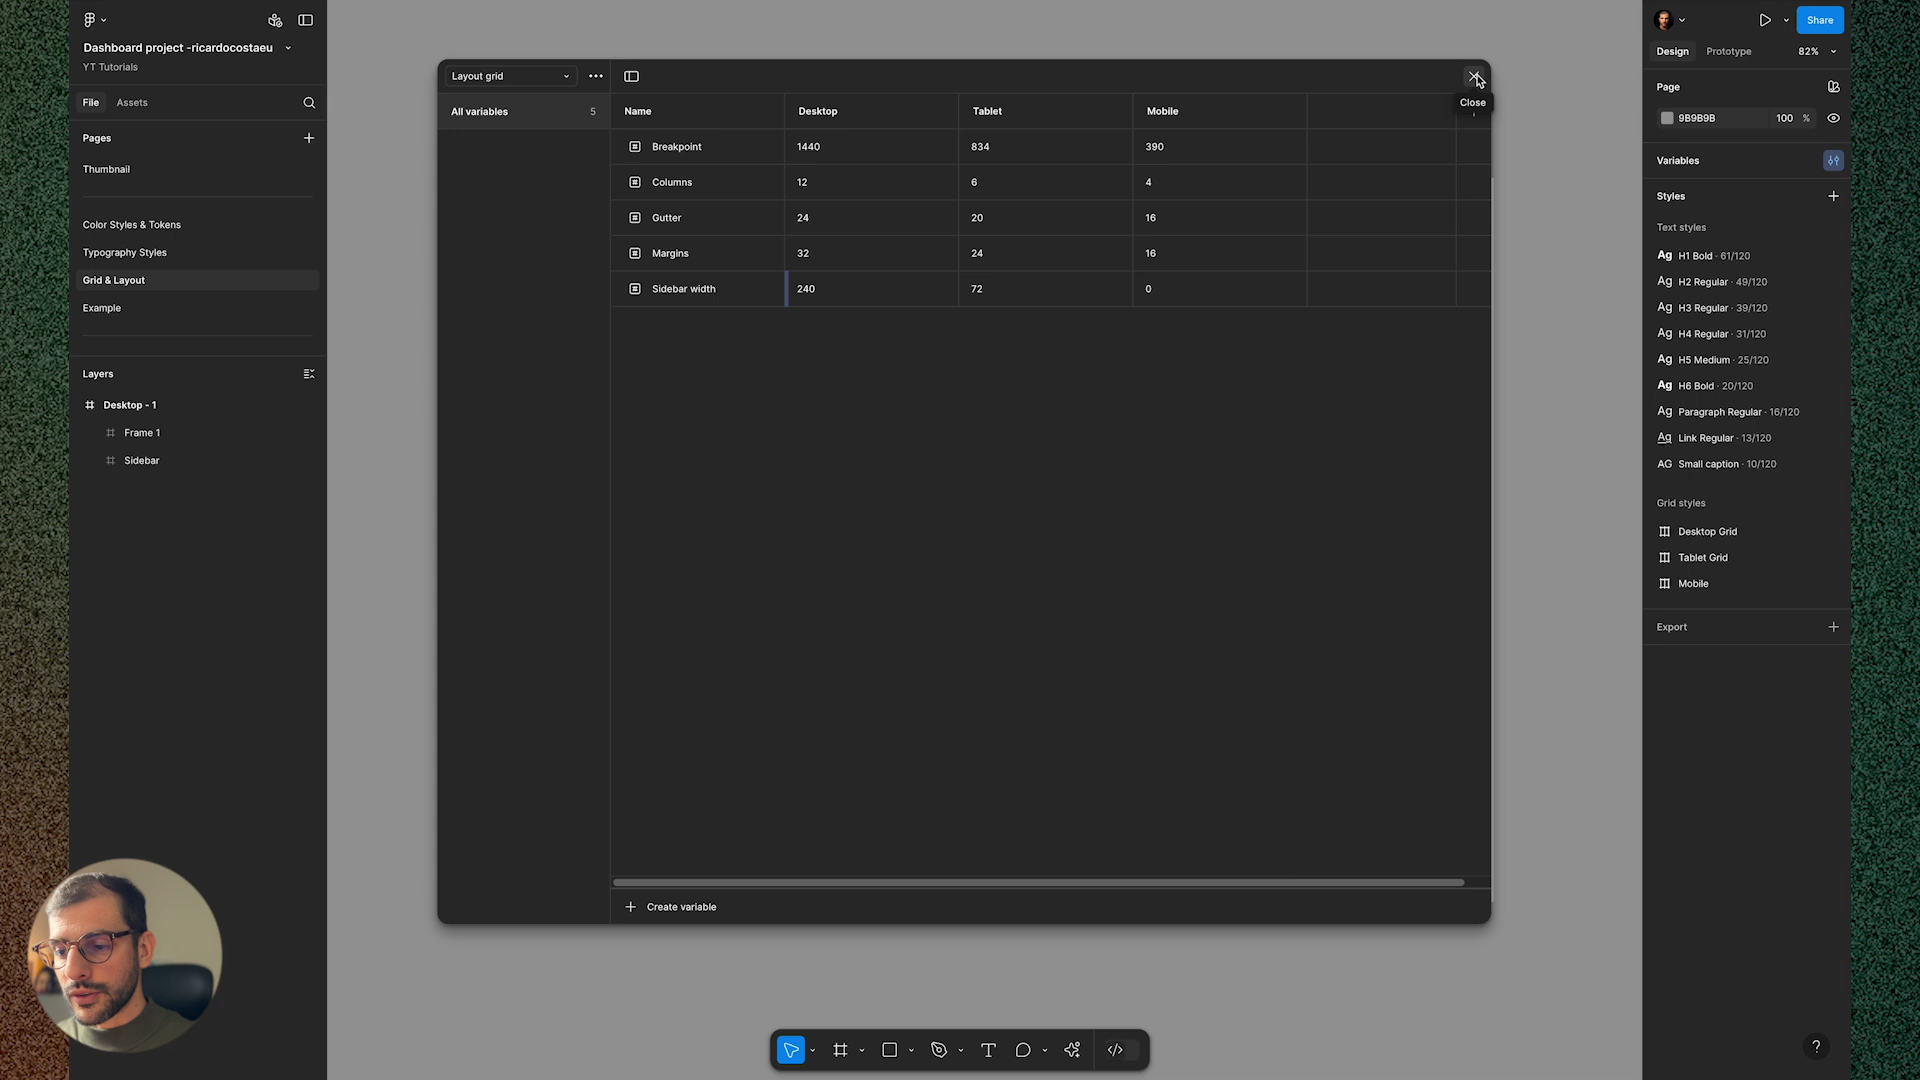 Dashboard project -ricardocostaeu
YT Tutorials
File Assets
Pages
Thumbnail
Color Styles & Tokens
Typography Styles
Grid & Layout
Example
Layers
Desktop - 1
Frame 1
Sidebar
Layout grid
All variables 5
Name Desktop Tablet Mobile
Breakpoint 1440 834 390
Columns 12 6 4
Gutter 24 20 16
Margins 32 24 16
Sidebar width 240 72 0
Create variable
Close
Share
Design Prototype 82%
Page
9B9B9B 100 %
Variables
Styles
Text styles
Ag H1 Bold · 61/120
Ag H2 Regular · 49/120
Ag H3 Regular · 39/120
Ag H4 Regular · 31/120
Ag H5 Medium · 25/120
Ag H6 Bold · 20/120
Ag Paragraph Regular · 16/120
Ag Link Regular · 13/120
AG Small caption · 10/120
Grid styles
Desktop Grid
Tablet Grid
Mobile
Export
?